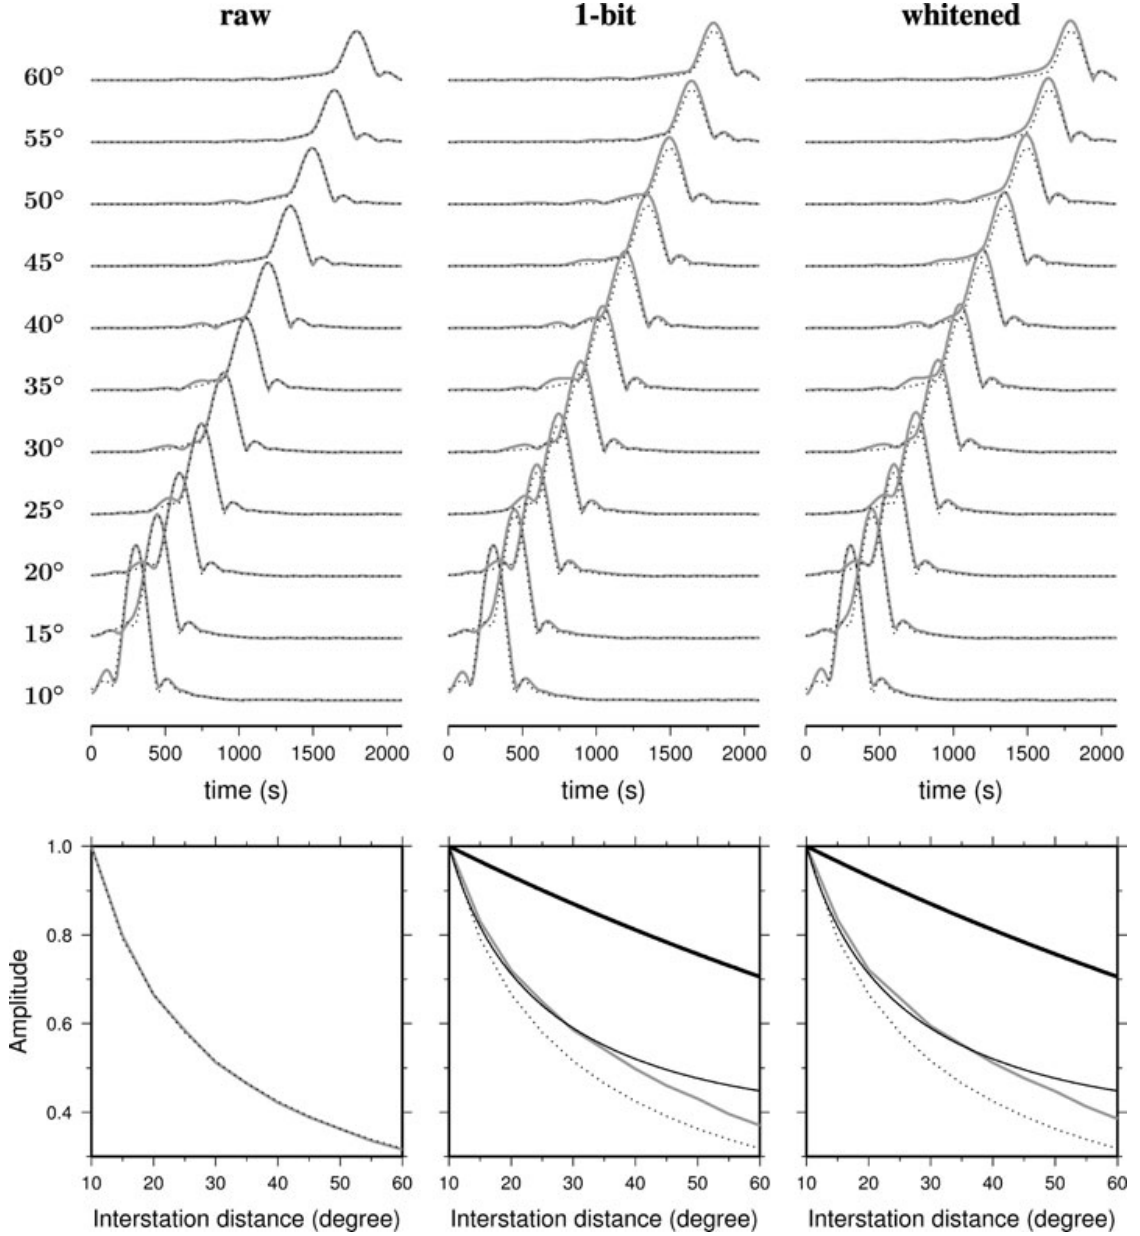 raw 1-bit whitened
60°
55°
50°
45°
40°
35°
30°
25°
20°
15°
10°
0 500 1000 1500 2000 0 500 1000 1500 2000 0 500 1000 1500 2000
time (s) time (s) time (s)
1.0
0.8
0.6
0.4
Amplitude
10 20 30 40 50 60 10 20 30 40 50 60 10 20 30 40 50 60
Interstation distance (degree) Interstation distance (degree) Interstation distance (degree)